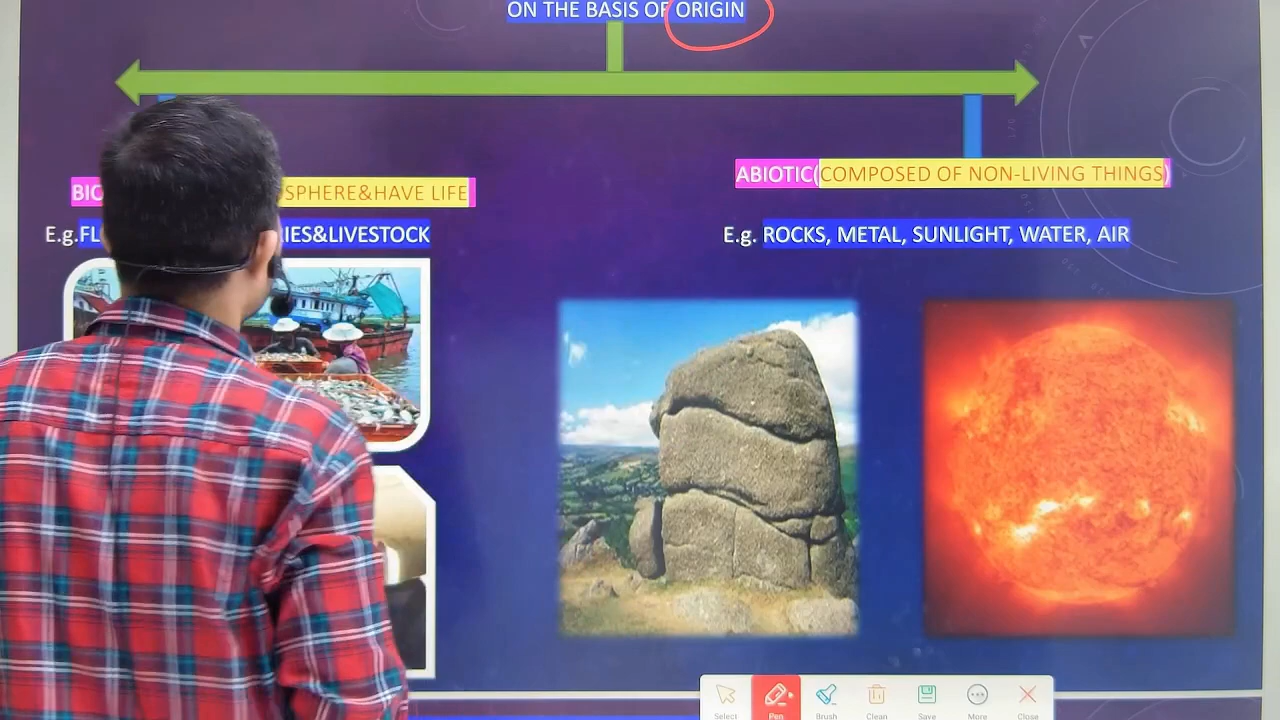 ON THE BASIS OF ORIGIN
ABIOTIC(COMPOSED OF NON-LIVING THINGS)
BIO SPHERE&HAVE LIFE
E.g.FL IES&LIVESTOCK
E.g. ROCKS, METAL, SUNLIGHT, WATER, AIR
Select Pen Brush Clean Save More Close